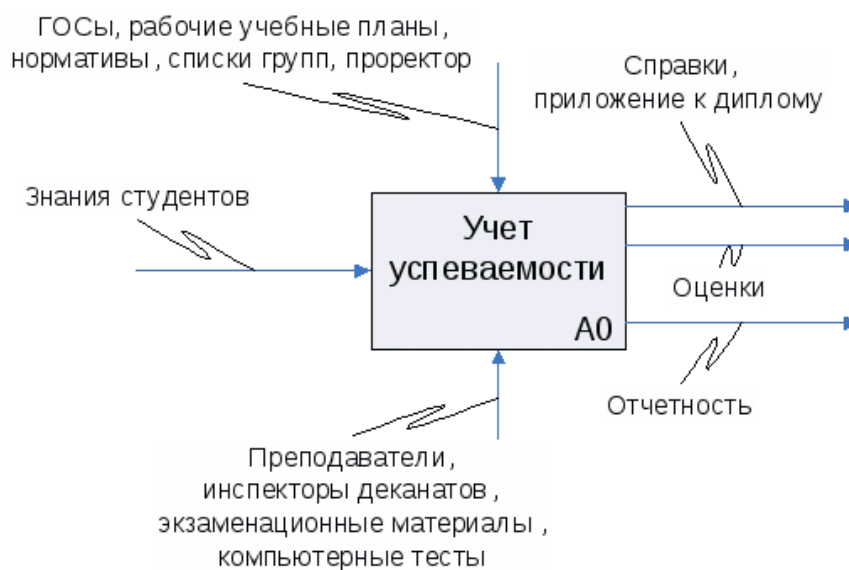 ГОСы, рабочие учебные планы,
нормативы, списки групп, проректор
Справки,
приложение к диплому
Знания студентов
Учет
успеваемости
A0
Оценки
Отчетность
Преподаватели,
инспекторы деканатов,
экзаменационные материалы,
компьютерные тесты